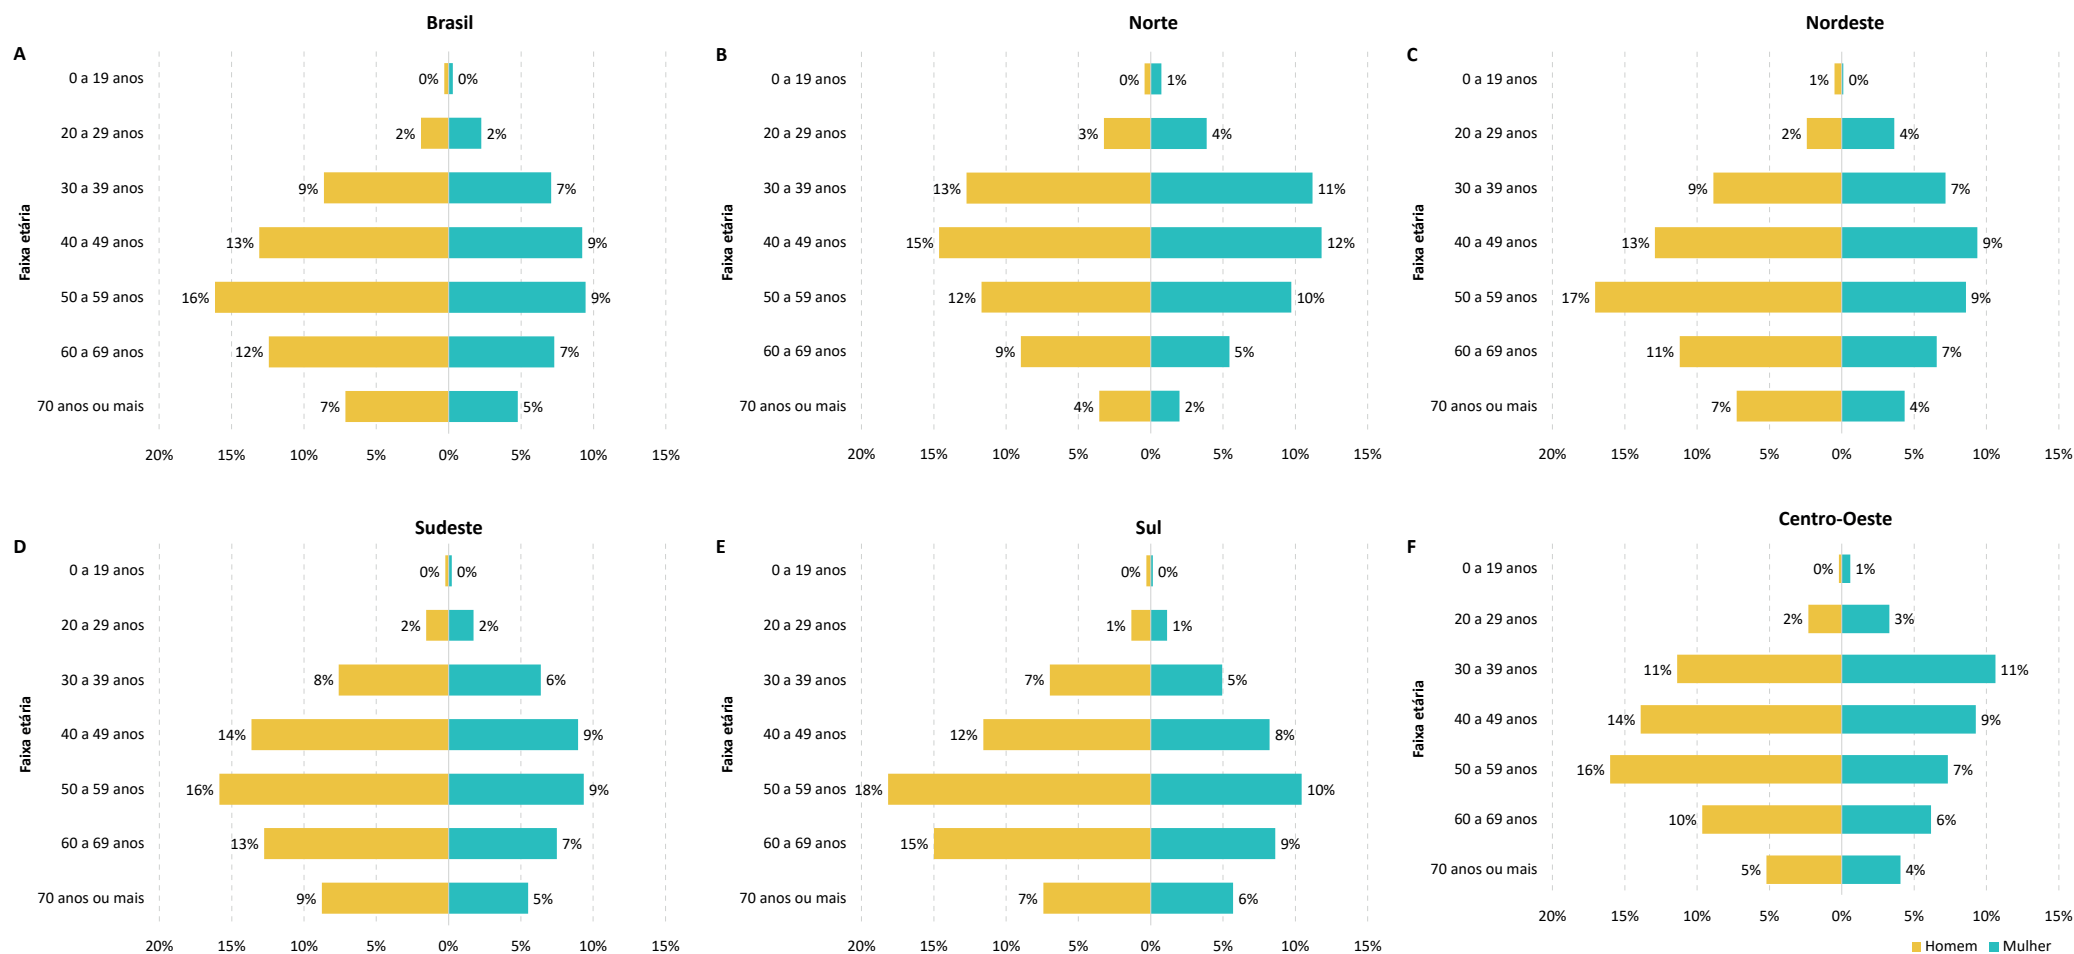 Brasil
A
0 a 19 anos 0% 0%
20 a 29 anos 2% 2%
30 a 39 anos 9% 7%
40 a 49 anos 13% 9%
50 a 59 anos 16% 9%
60 a 69 anos 12% 7%
70 anos ou mais 7% 5%
Faixa etária
20% 15% 10% 5% 0% 5% 10% 15%
Norte
B
0 a 19 anos 0% 1%
20 a 29 anos 3% 4%
30 a 39 anos 13% 11%
40 a 49 anos 15% 12%
50 a 59 anos 12% 10%
60 a 69 anos 9% 5%
70 anos ou mais 4% 2%
Faixa etária
20% 15% 10% 5% 0% 5% 10% 15%
Nordeste
C
0 a 19 anos 1% 0%
20 a 29 anos 2% 4%
30 a 39 anos 9% 7%
40 a 49 anos 13% 9%
50 a 59 anos 17% 9%
60 a 69 anos 11% 7%
70 anos ou mais 7% 4%
Faixa etária
20% 15% 10% 5% 0% 5% 10% 15%
Sudeste
D
0 a 19 anos 0% 0%
20 a 29 anos 2% 2%
30 a 39 anos 8% 6%
40 a 49 anos 14% 9%
50 a 59 anos 16% 9%
60 a 69 anos 13% 7%
70 anos ou mais 9% 5%
Faixa etária
20% 15% 10% 5% 0% 5% 10% 15%
Sul
E
0 a 19 anos 0% 0%
20 a 29 anos 1% 1%
30 a 39 anos 7% 5%
40 a 49 anos 12% 8%
50 a 59 anos 18% 10%
60 a 69 anos 15% 9%
70 anos ou mais 7% 6%
Faixa etária
20% 15% 10% 5% 0% 5% 10% 15%
Centro-Oeste
F
0 a 19 anos 0% 1%
20 a 29 anos 2% 3%
30 a 39 anos 11% 11%
40 a 49 anos 14% 9%
50 a 59 anos 16% 7%
60 a 69 anos 10% 6%
70 anos ou mais 5% 4%
Faixa etária
20% 15% 10% 5% 0% 5% 10% 15%
Homem Mulher